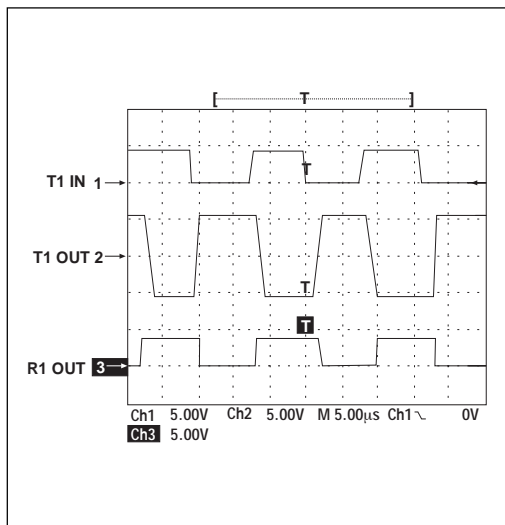 [ T ]
T1 IN 1
T
T1 OUT 2
T
T
R1 OUT 3
Ch1 5.00V Ch2 5.00V M 5.00µs Ch1 0V
Ch3 5.00V